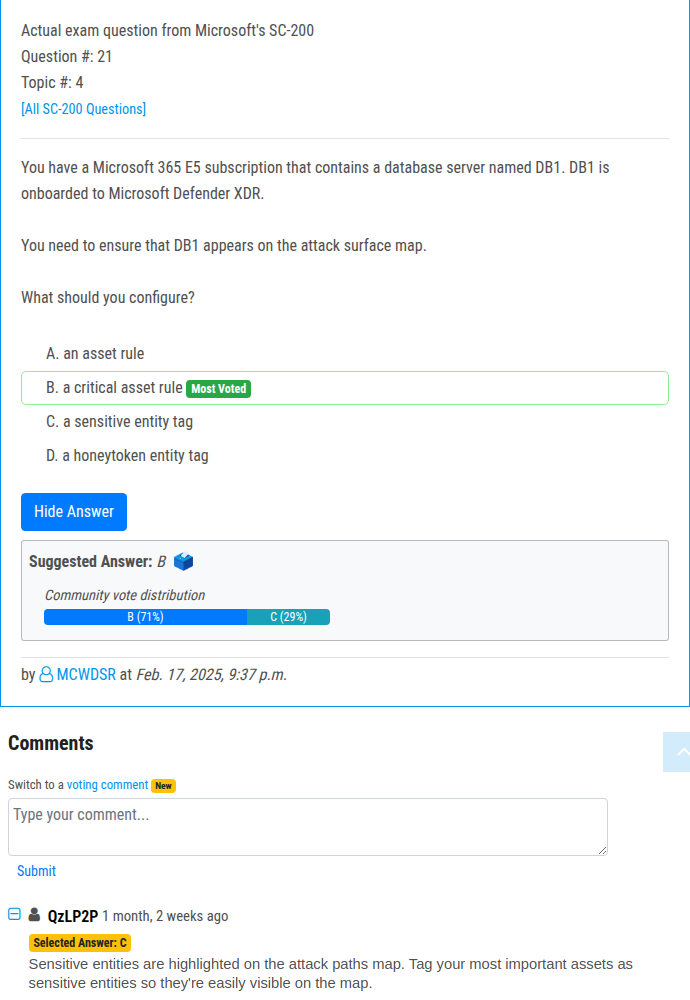 Actual exam question from Microsoft's SC-200
Question #: 21
Topic #: 4
[All SC-200 Questions]
You have a Microsoft 365 E5 subscription that contains a database server named DB1. DB1 is
onboarded to Microsoft Defender XDR.
You need to ensure that DB1 appears on the attack surface map.
What should you configure?
A. an asset rule
B. a critical asset rule Most Voted
C. a sensitive entity tag
D. a honeytoken entity tag
Hide Answer
Suggested Answer: B
Community vote distribution
B (71%) C (29%)
by MCWDSR at Feb. 17, 2025, 9:37 p.m.
Comments
Switch to a voting comment New
Type your comment...
Submit
QzLP2P 1 month, 2 weeks ago
Selected Answer: C
Sensitive entities are highlighted on the attack paths map. Tag your most important assets as
sensitive entities so they're easily visible on the map.